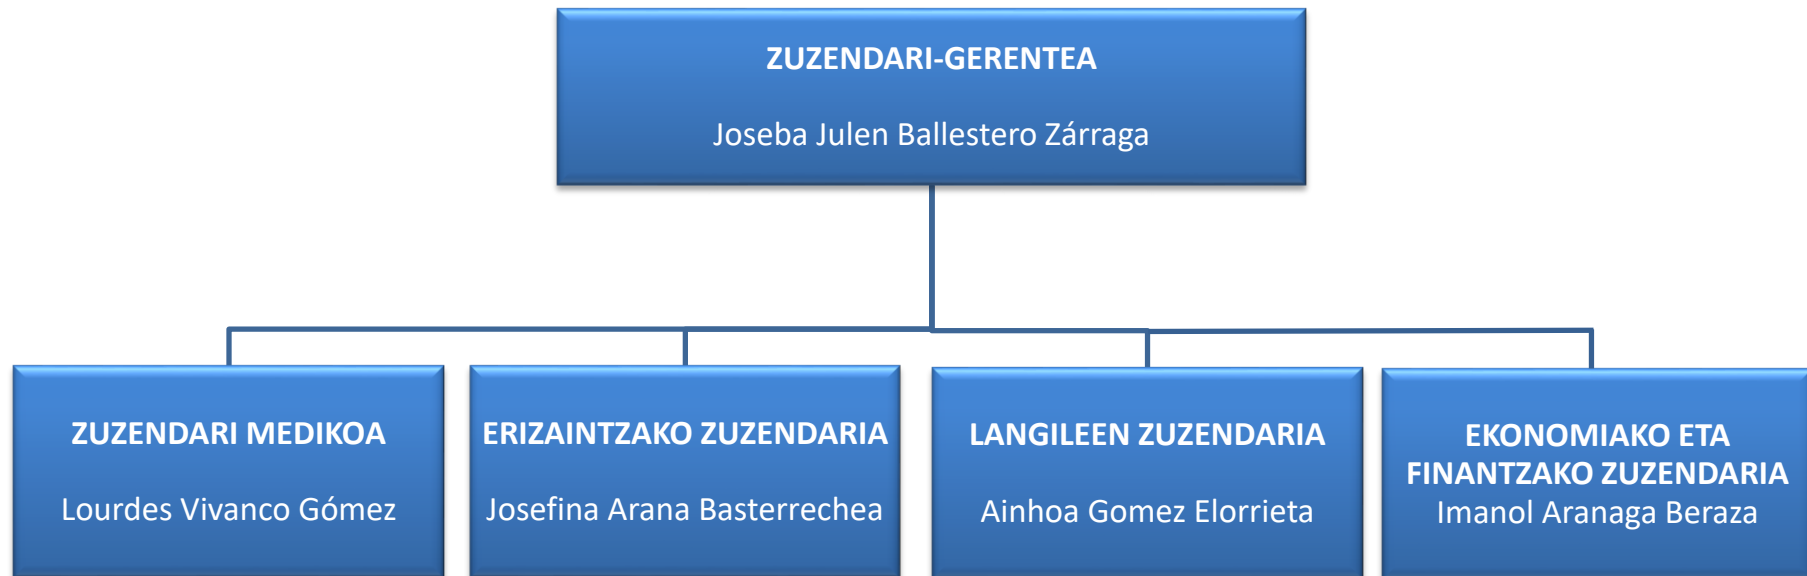 ZUZENDARI-GERENTEA
Joseba Julen Ballestero Zárraga
ZUZENDARI MEDIKOA
Lourdes Vivanco Gómez
ERIZAINTZAKO ZUZENDARIA
Josefina Arana Basterrechea
LANGILEEN ZUZENDARIA
Ainhoa Gomez Elorrieta
EKONOMIAKO ETA
FINANTZAKO ZUZENDARIA
Imanol Aranaga Beraza